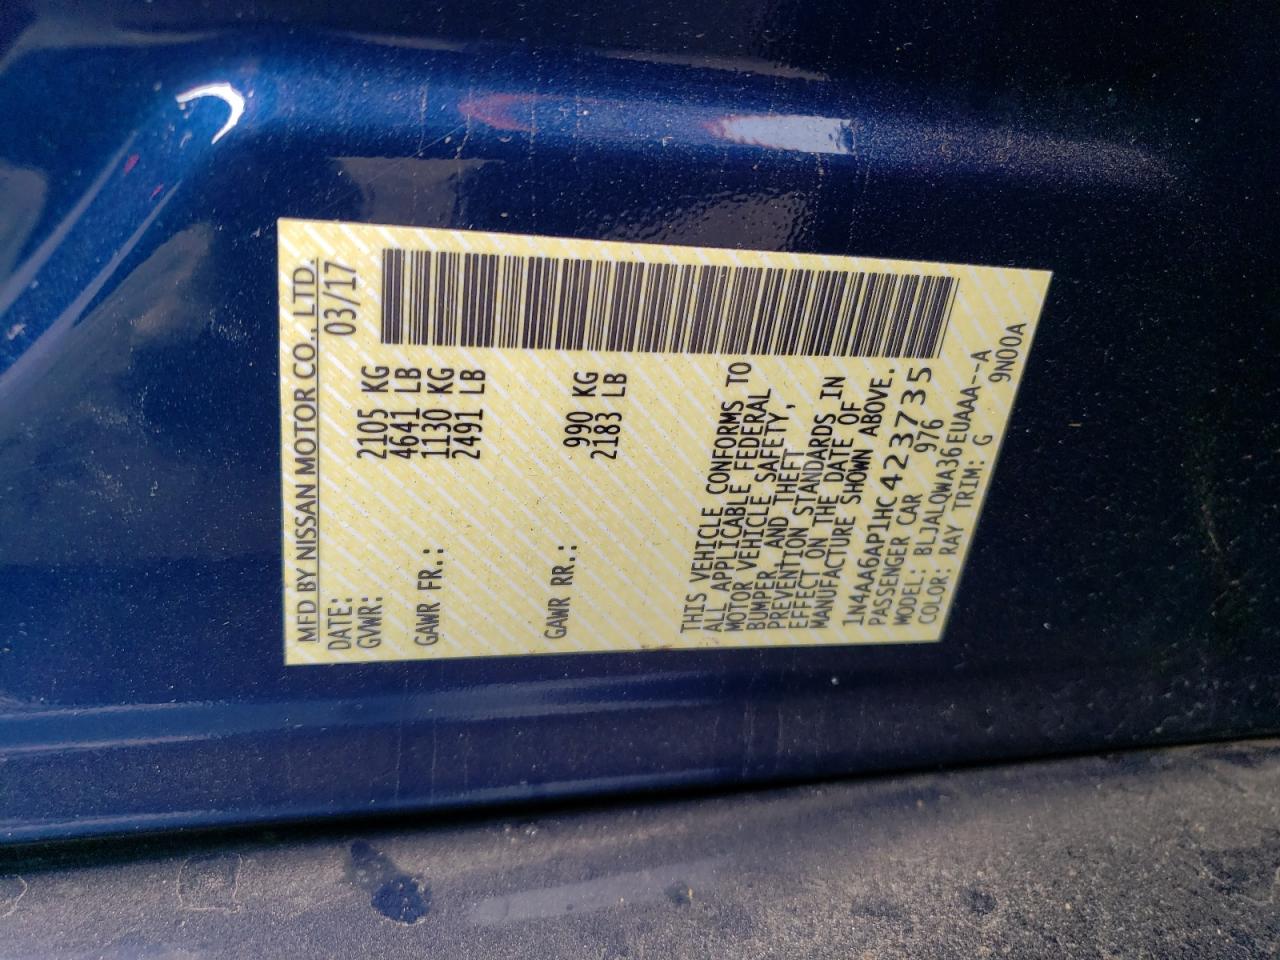 MFD BY NISSAN MOTOR CO., LTD.
DATE: 03/17
GVWR: 2105 KG
4641 LB
GAWR FR.: 1130 KG
2491 LB
GAWR RR.: 990 KG
2183 LB
THIS VEHICLE CONFORMS TO
ALL APPLICABLE FEDERAL
MOTOR VEHICLE SAFETY,
BUMPER, AND THEFT
PREVENTION STANDARDS IN
EFFECT ON THE DATE OF
MANUFACTURE SHOWN ABOVE.
1N4AA6AP1HC423735
PASSENGER CAR 976
MODEL: BLJALQWA36EUAAA--A
COLOR: RAY TRIM: G 9N00A